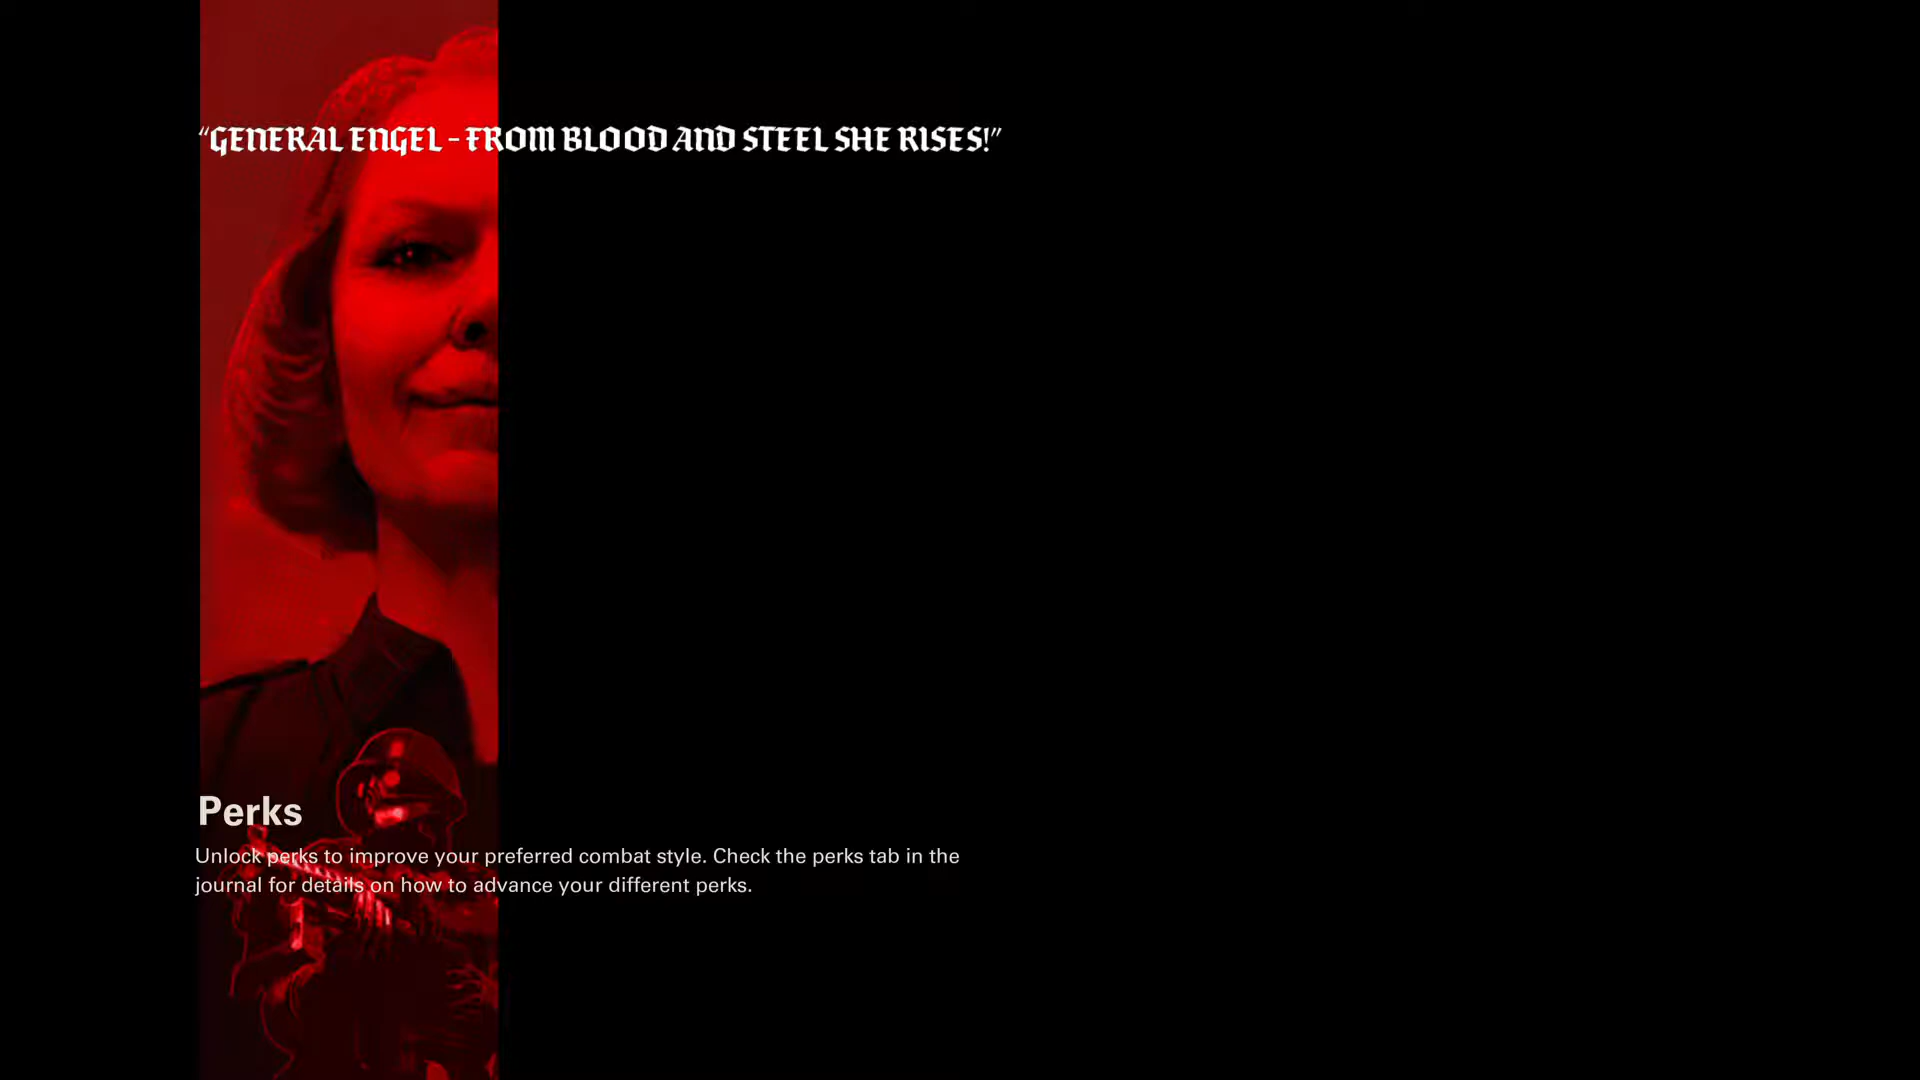 “GENERAL ENGEL - FROM BLOOD AND STEEL SHE RISES!”
Perks
Unlock perks to improve your preferred combat style. Check the perks tab in the
journal for details on how to advance your different perks.